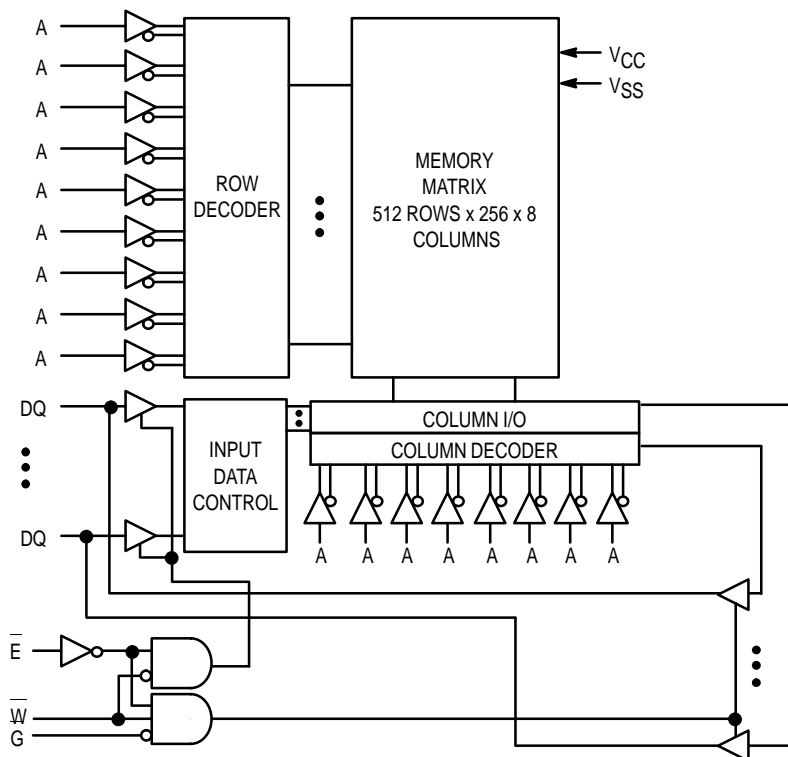 A
A
A
A
A
A
A
A
A
ROW
DECODER
MEMORY
MATRIX
512 ROWS x 256 x 8
COLUMNS
VCC
VSS
DQ
DQ
INPUT
DATA
CONTROL
COLUMN I/O
COLUMN DECODER
A A A A A A A A
E
W
G